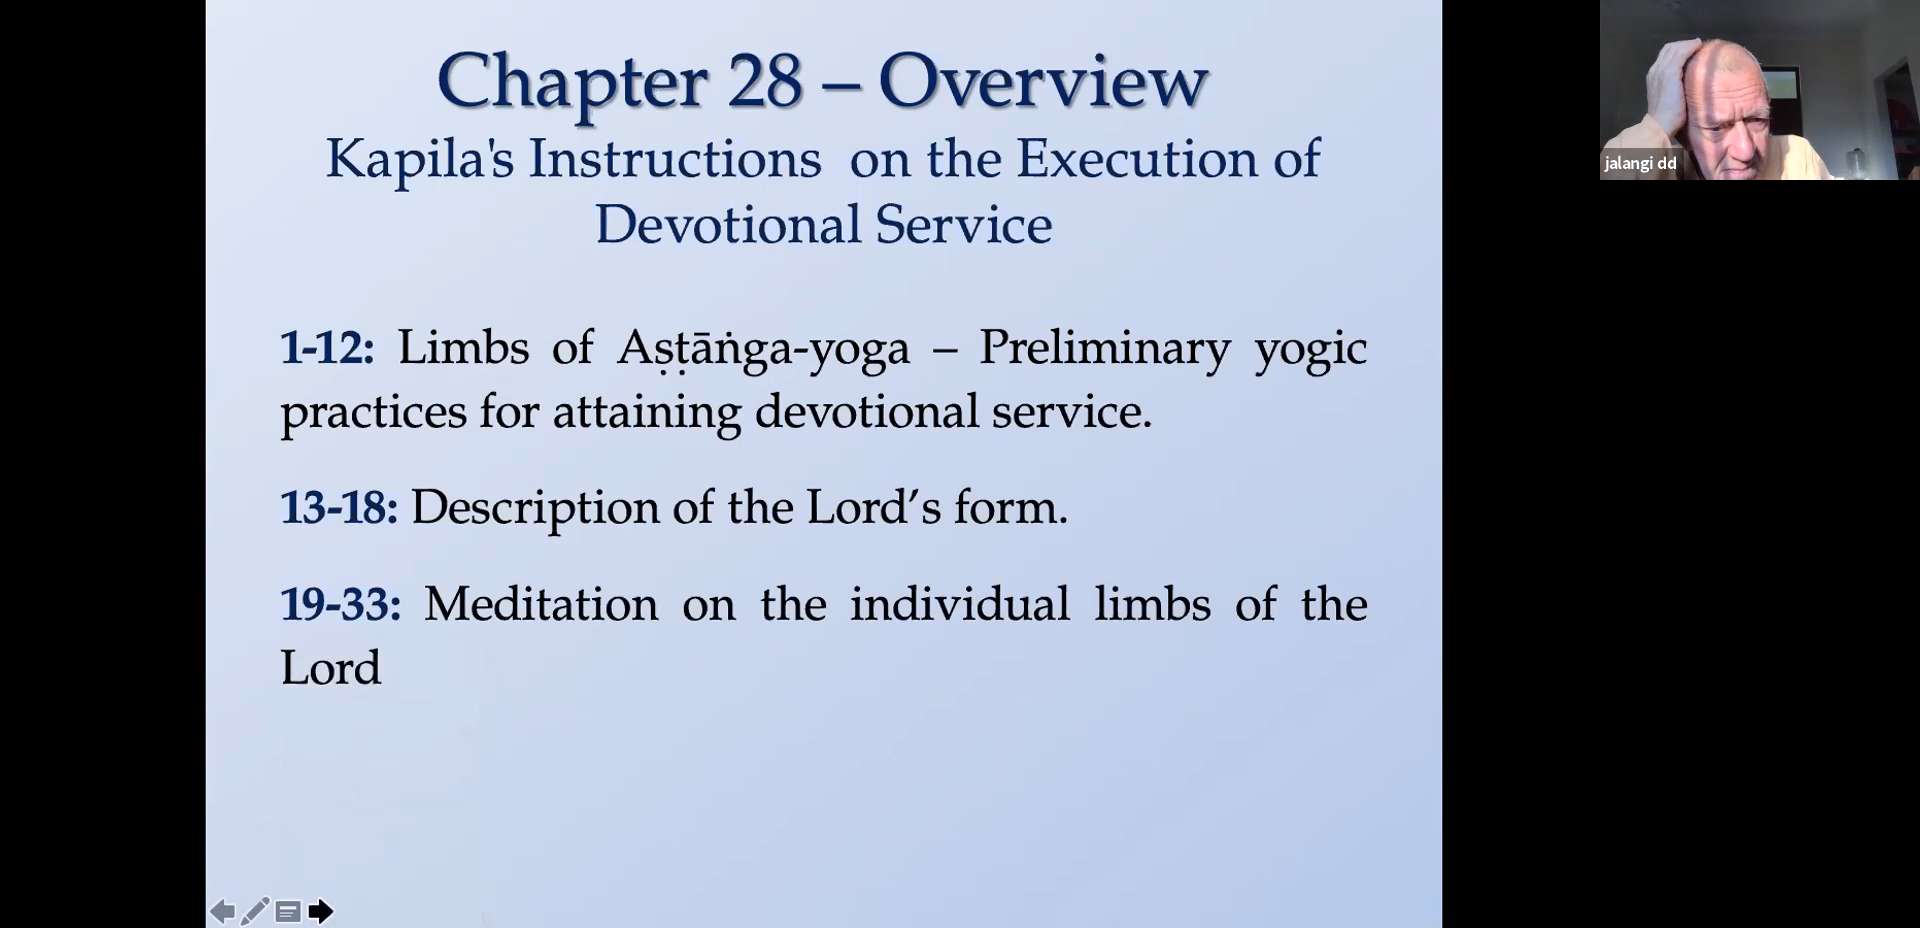 Chapter 28 – Overview
Kapila's Instructions  on the Execution of
Devotional Service
1-12: Limbs of Aṣṭāṅga-yoga – Preliminary yogic
practices for attaining devotional service.
13-18: Description of the Lord’s form.
19-33: Meditation on the individual limbs of the
Lord
jalangi dd